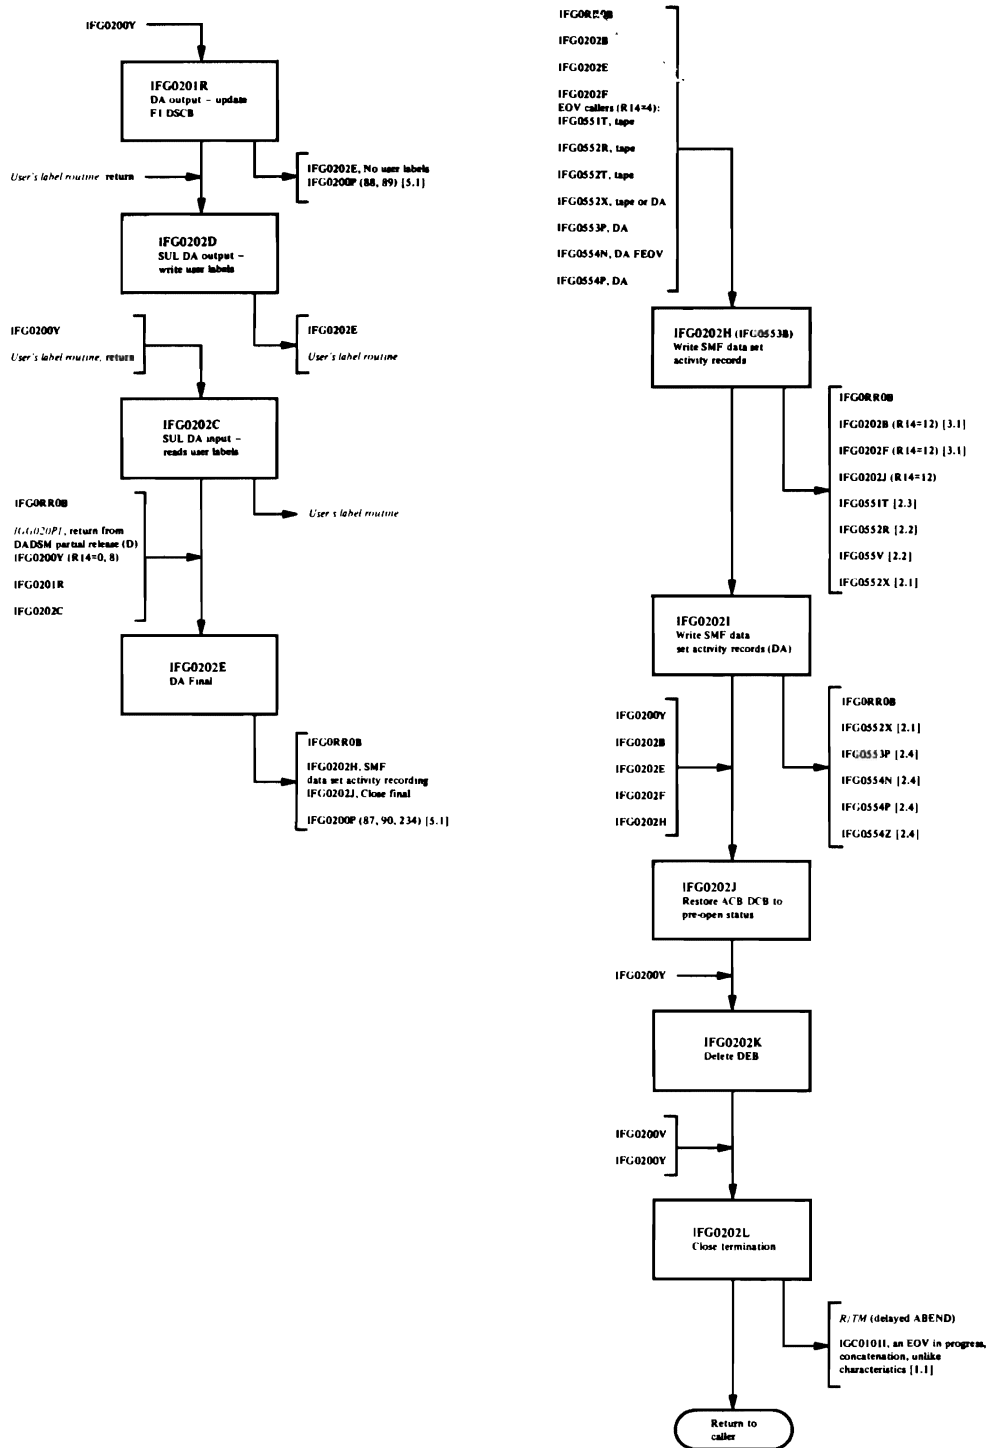 IFG0200Y
IFG0201R
DA output – update
F1 DSCB
User's label routine return
IFG0202E, No user labels
IFG0200P (88, 89) [5.1]
IFG0202D
SUL DA output –
write user labels
IFG0200Y
User's label routine, return
IFG0202E
User's label routine
IFG0202C
SUL DA input –
reads user labels
User's label routine
IFG0RR0B
IGG020P1, return from
DADSM partial release (D)
IFG0200Y (R14=0, 8)
IFG0201R
IFG0202C
IFG0202E
DA Final
IFG0RR0B
IFG0202H, SMF
data set activity recording
IFG0202J, Close final
IFG0200P (87, 90, 234) [5.1]
IFG0RR0B
IFG0202B
IFG0202E
IFG0202F
EOV callers (R14=4):
IFG0551T, tape
IFG0552R, tape
IFG0552T, tape
IFG0552X, tape or DA
IFG0553P, DA
IFG0554N, DA FEOV
IFG0554P, DA
IFG0202H (IFG0553B)
Write SMF data set
activity records
IFG0RR0B
IFG0202B (R14=12) [3.1]
IFG0202F (R14=12) [3.1]
IFG0202J (R14=12)
IFG0551T [2.3]
IFG0552R [2.2]
IFG055V [2.2]
IFG0552X [2.1]
IFG0202I
Write SMF data
set activity records (DA)
IFG0200Y
IFG0202B
IFG0202E
IFG0202F
IFG0202H
IFG0RR0B
IFG0552X [2.1]
IFG0553P [2.4]
IFG0554N [2.4]
IFG0554P [2.4]
IFG0554Z [2.4]
IFG0202J
Restore ACB DCB to
pre-open status
IFG0200Y
IFG0202K
Delete DEB
IFG0200V
IFG0200Y
IFG0202L
Close termination
R/TM (delayed ABEND)
IGC0101I, an EOV in progress,
concatenation, unlike
characteristics [1.1]
Return to
caller